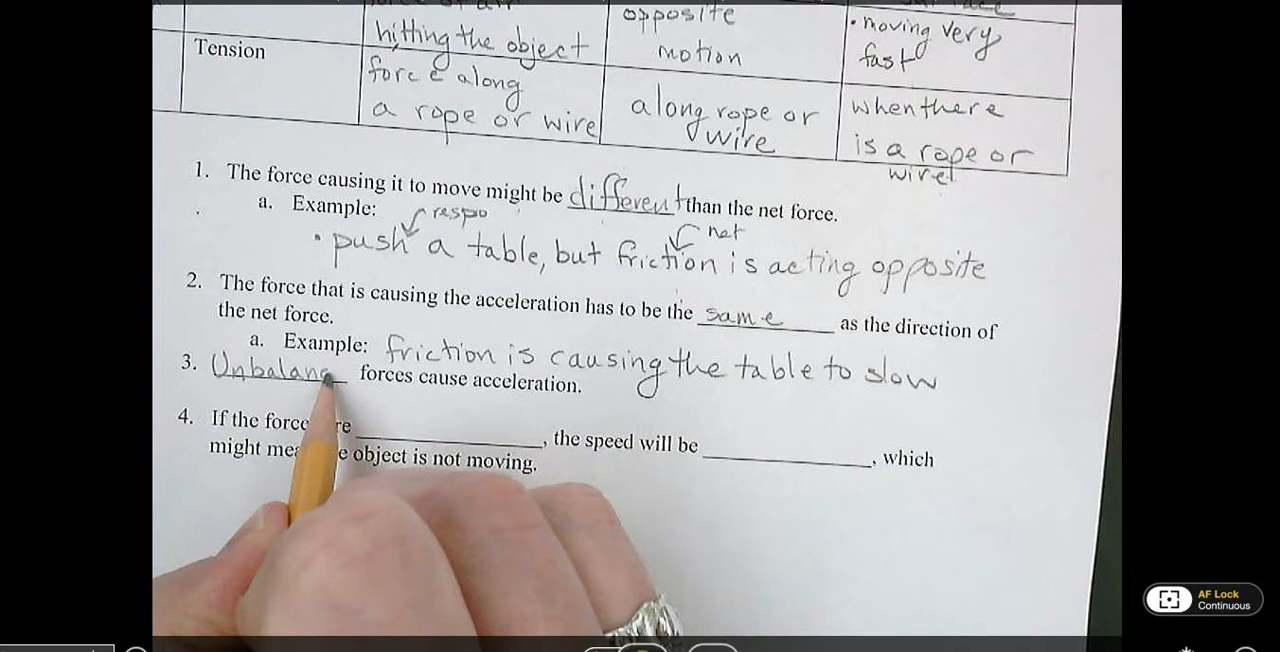 opposite
hitting the object
motion
• moving very
fast
Tension
force along
a rope or wire
along rope or
wire
when there
is a rope or
wire
1. The force causing it to move might be different than the net force.
a. Example:
respo
net
• push a table, but friction is acting opposite
2. The force that is causing the acceleration has to be the same as the direction of
the net force.
a. Example: friction is causing the table to slow
3. Unbalanc forces cause acceleration.
4. If the force re ____________, the speed will be ____________, which
might mea e object is not moving.
AF Lock
Continuous